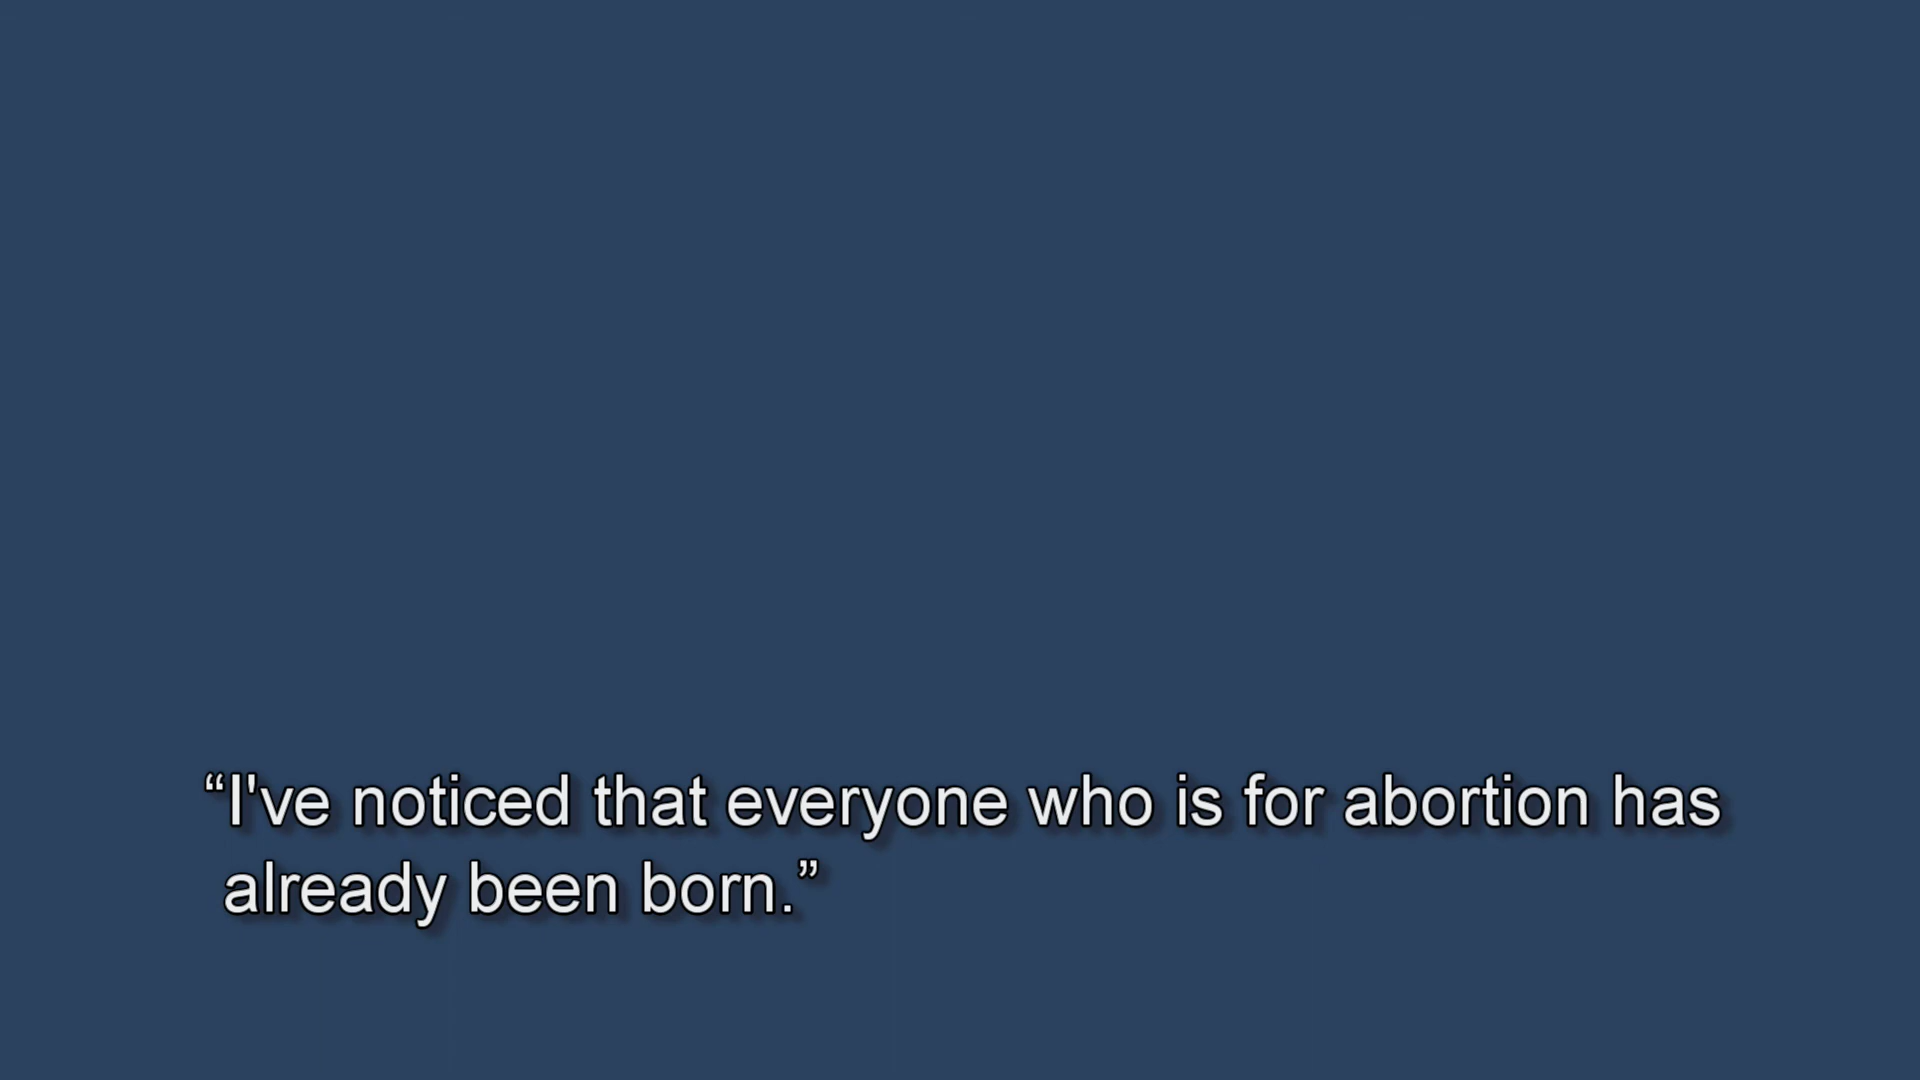 “I've noticed that everyone who is for abortion has
already been born.”